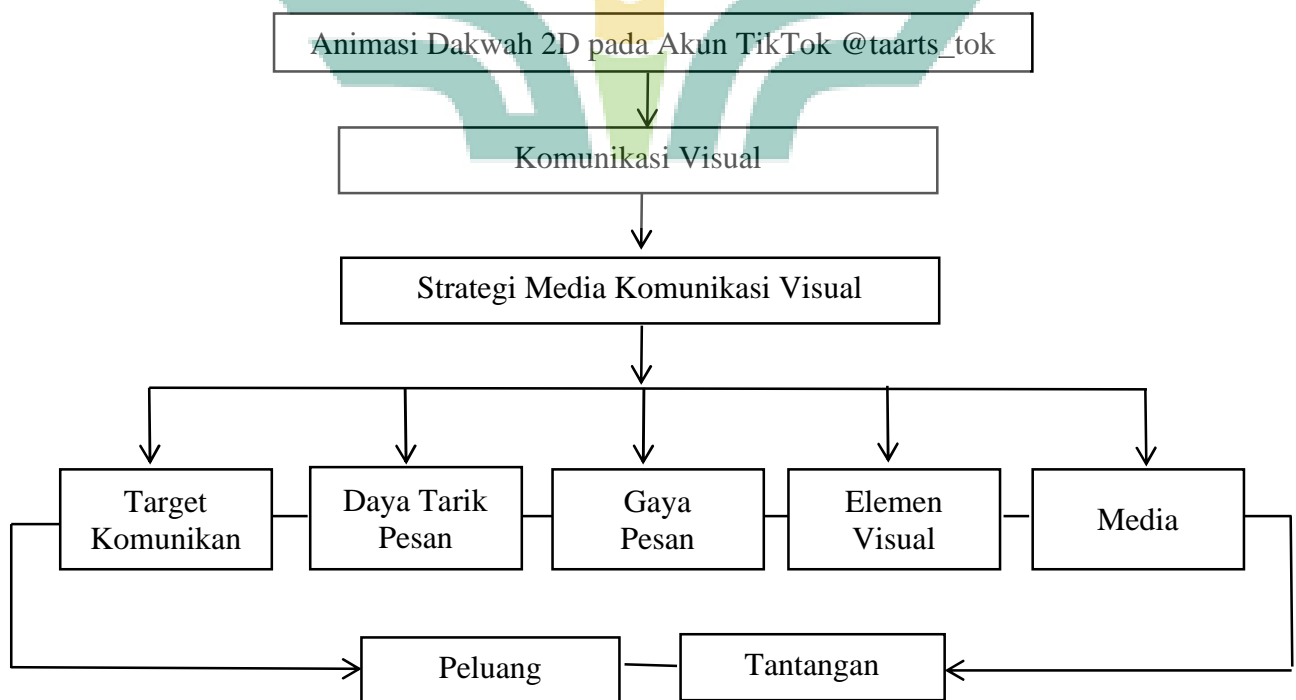 Animasi Dakwah 2D pada Akun TikTok @taarts_tok
Komunikasi Visual
Strategi Media Komunikasi Visual
Target
Komunikan
Daya Tarik
Pesan
Gaya
Pesan
Elemen
Visual
Media
Peluang
Tantangan